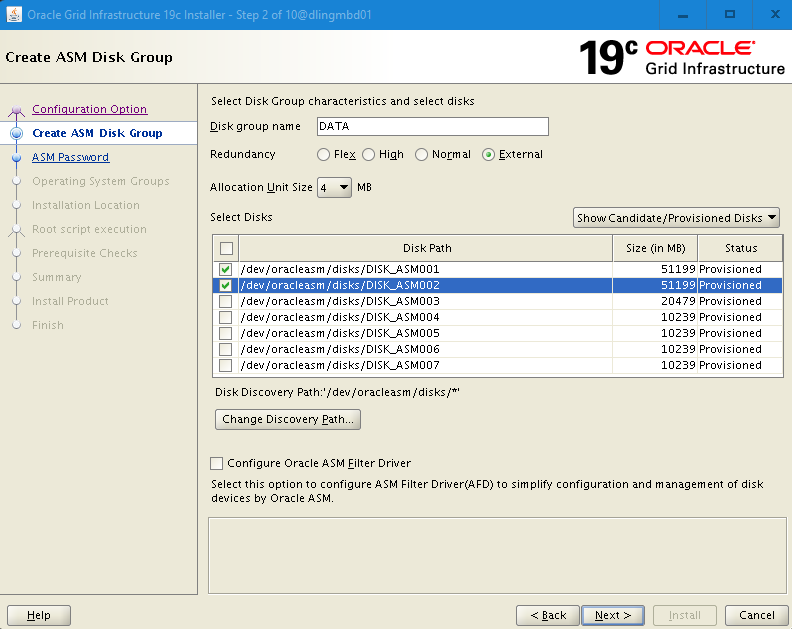 Oracle Grid Infrastructure 19c Installer - Step 2 of 10@dlingmbd01
Create ASM Disk Group
19c ORACLE®
Grid Infrastructure
Configuration Option
Create ASM Disk Group
ASM Password
Operating System Groups
Installation Location
Root script execution
Prerequisite Checks
Summary
Install Product
Finish
Select Disk Group characteristics and select disks
Disk group name DATA
Redundancy Flex High Normal External
Allocation Unit Size 4 MB
Select Disks Show Candidate/Provisioned Disks
Disk Path Size (in MB) Status
/dev/oracleasm/disks/DISK_ASM001 51199 Provisioned
/dev/oracleasm/disks/DISK_ASM002 51199 Provisioned
/dev/oracleasm/disks/DISK_ASM003 20479 Provisioned
/dev/oracleasm/disks/DISK_ASM004 10239 Provisioned
/dev/oracleasm/disks/DISK_ASM005 10239 Provisioned
/dev/oracleasm/disks/DISK_ASM006 10239 Provisioned
/dev/oracleasm/disks/DISK_ASM007 10239 Provisioned
Disk Discovery Path:'/dev/oracleasm/disks/*'
Change Discovery Path...
Configure Oracle ASM Filter Driver
Select this option to configure ASM Filter Driver(AFD) to simplify configuration and management of disk
devices by Oracle ASM.
Help < Back Next > Install Cancel